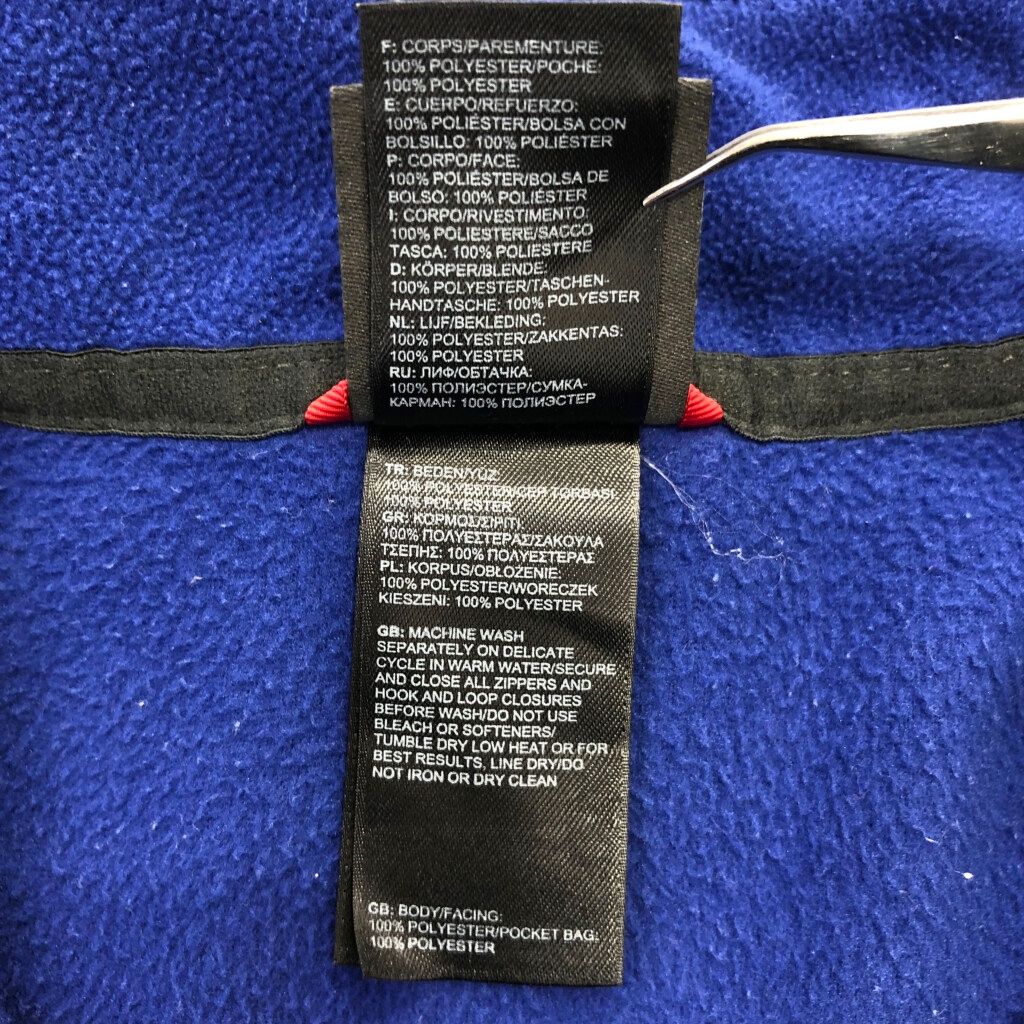 F: CORPS/PAREMENTURE:
100% POLYESTER/POCHE:
100% POLYESTER
E: CUERPO/REFUERZO:
100% POLIÉSTER/BOLSA CON
BOLSILLO: 100% POLIÉSTER
P: CORPO/FACE:
100% POLIÉSTER/BOLSA DE
BOLSO: 100% POLIÉSTER
I: CORPO/RIVESTIMENTO:
100% POLIESTERE/SACCO
TASCA: 100% POLIESTERE
D: KÖRPER/BLENDE:
100% POLYESTER/TASCHEN-
HANDTASCHE: 100% POLYESTER
NL: LIJF/BEKLEDING:
100% POLYESTER/ZAKKENTAS:
100% POLYESTER
RU: ЛИФ/ОБТАЧКА:
100% ПОЛИЭСТЕР/СУМКА-
КАРМАН: 100% ПОЛИЭСТЕР
TR: BEDEN/YÜZ
100% POLYESTER/CEP TORBASI
100% POLYESTER
GR: ΚΟΡΜΟΣ/ΣΙΡΙΤΙ:
100% ΠΟΛΥΕΣΤΕΡΑΣ/ΣΑΚΟΥΛΑ
ΤΣΕΠΗΣ: 100% ΠΟΛΥΕΣΤΕΡΑΣ
PL: KORPUS/OBŁOŻENIE:
100% POLYESTER/WORECZEK
KIESZENI: 100% POLYESTER
GB: MACHINE WASH
SEPARATELY ON DELICATE
CYCLE IN WARM WATER/SECURE
AND CLOSE ALL ZIPPERS AND
HOOK AND LOOP CLOSURES
BEFORE WASH/DO NOT USE
BLEACH OR SOFTENERS/
TUMBLE DRY LOW HEAT OR FOR
BEST RESULTS, LINE DRY/DO
NOT IRON OR DRY CLEAN
GB: BODY/FACING:
100% POLYESTER/POCKET BAG:
100% POLYESTER